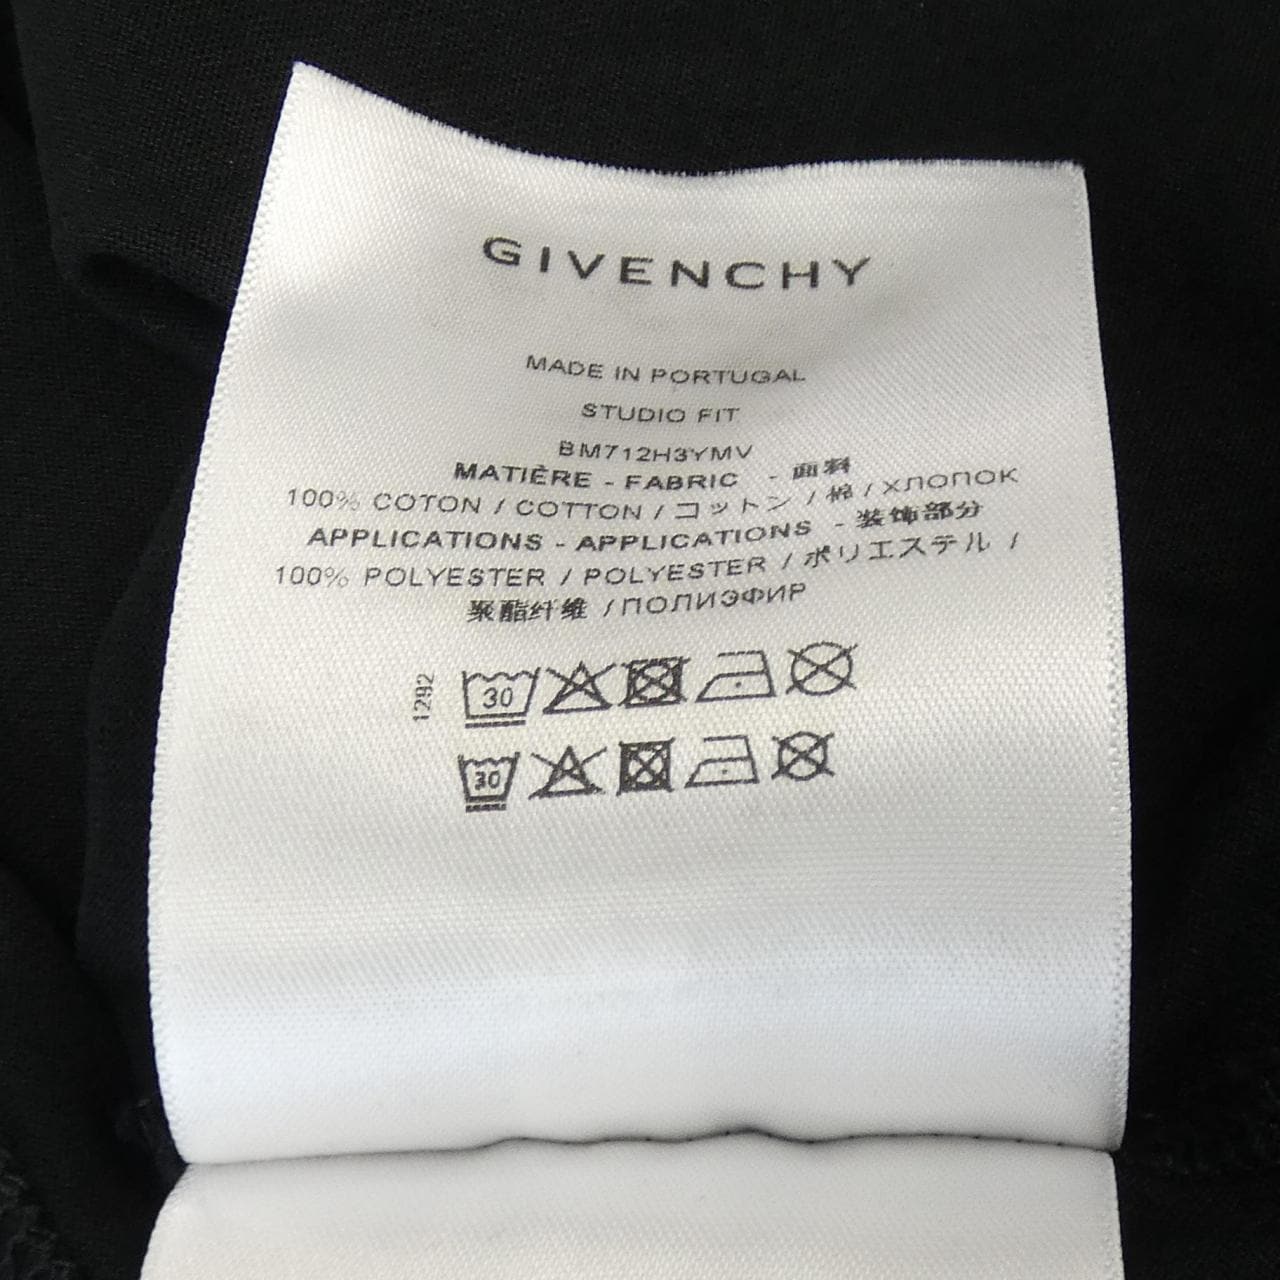 GIVENCHY
MADE IN PORTUGAL
STUDIO FIT
BM712H3YMV
MATIÈRE - FABRIC - 面料
100% COTON / COTTON / コットン / 棉 / ХЛОПОК
APPLICATIONS - APPLICATIONS - 装饰部分
100% POLYESTER / POLYESTER / ポリエステル /
聚酯纤维 / ПОЛИЭФИР
1292
30
30